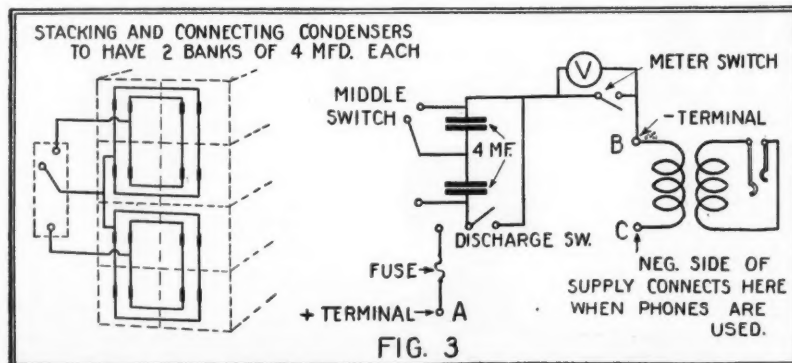 STACKING AND CONNECTING CONDENSERS
TO HAVE 2 BANKS OF 4 MFD. EACH
V
METER SWITCH
MIDDLE
SWITCH
-TERMINAL
B
4 MF.
C
DISCHARGE SW.
FUSE
NEG. SIDE OF
SUPPLY CONNECTS HERE
WHEN PHONES ARE
USED.
+ TERMINAL
A
FIG. 3